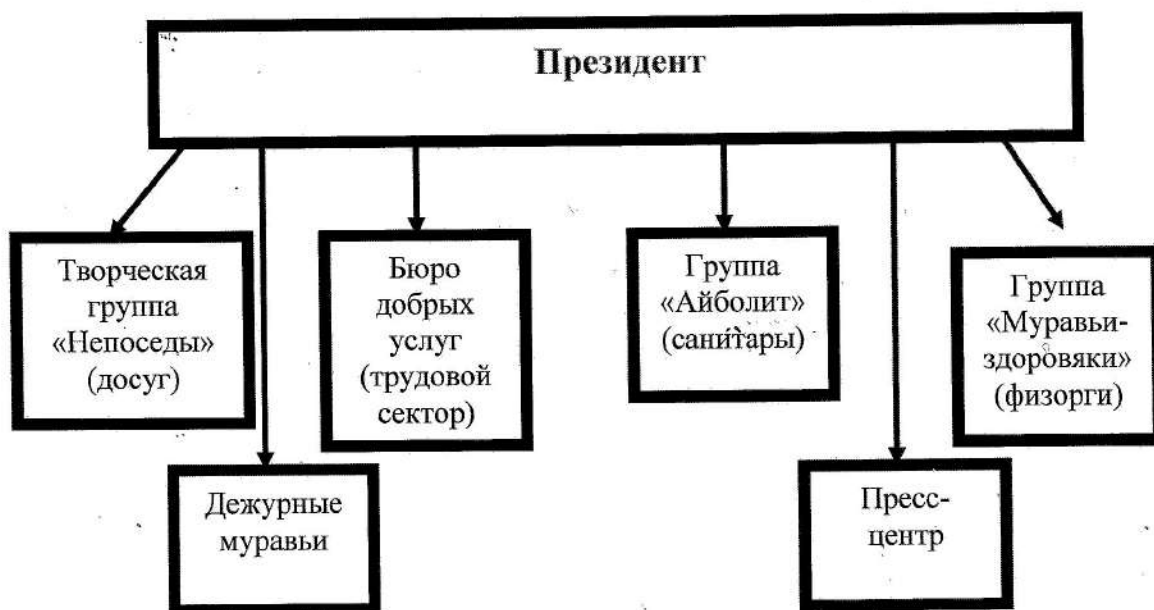 Президент
Творческая
группа
«Непоседы»
(досуг)
Бюро
добрых
услуг
(трудовой
сектор)
Группа
«Айболит»
(санитары)
Группа
«Муравьи-
здоровяки»
(физорги)
Дежурные
муравьи
Пресс-
центр